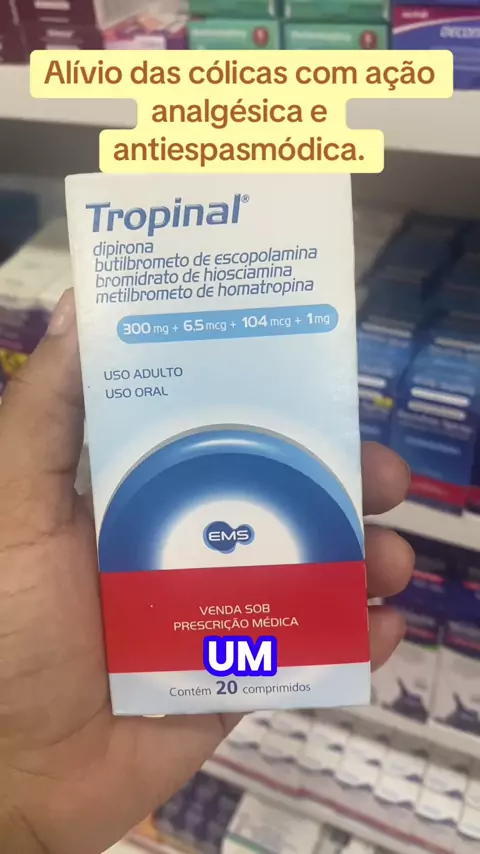 Alívio das cólicas com ação
analgésica e
antiespasmódica.
Tropinal®
dipirona
butilbrometo de escopolamina
bromidrato de hiosciamina
metilbrometo de homatropina
300 mg + 6.5 mcg + 104 mcg + 1 mg
USO ADULTO
USO ORAL
EMS
VENDA SOB
PRESCRIÇÃO MÉDICA
UM
Contém 20 comprimidos